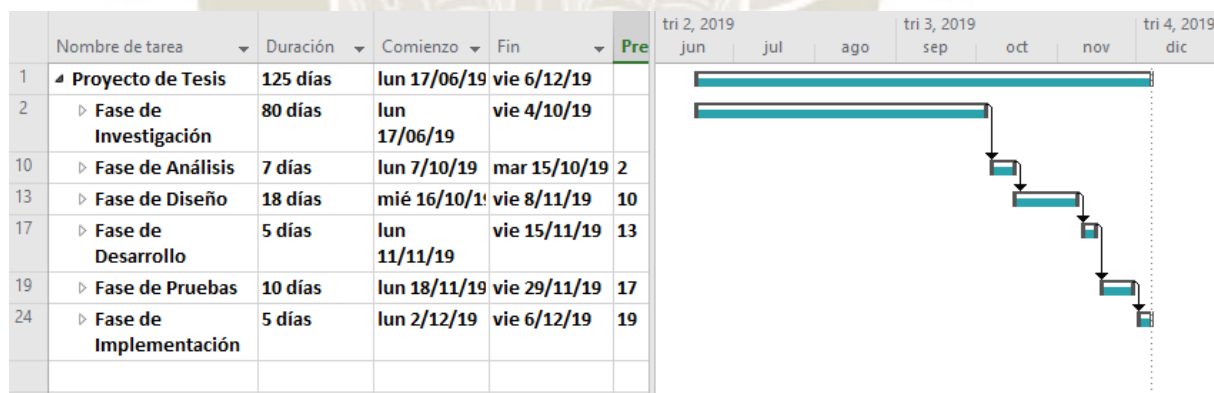 tri 2, 2019 tri 3, 2019 tri 4, 2019
Nombre de tarea Duración Comienzo Fin Pre jun jul ago sep oct nov dic
1 Proyecto de Tesis 125 días lun 17/06/19 vie 6/12/19
2 Fase de Investigación 80 días lun 17/06/19 vie 4/10/19
10 Fase de Análisis 7 días lun 7/10/19 mar 15/10/19 2
13 Fase de Diseño 18 días mié 16/10/19 vie 8/11/19 10
17 Fase de Desarrollo 5 días lun 11/11/19 vie 15/11/19 13
19 Fase de Pruebas 10 días lun 18/11/19 vie 29/11/19 17
24 Fase de Implementación 5 días lun 2/12/19 vie 6/12/19 19